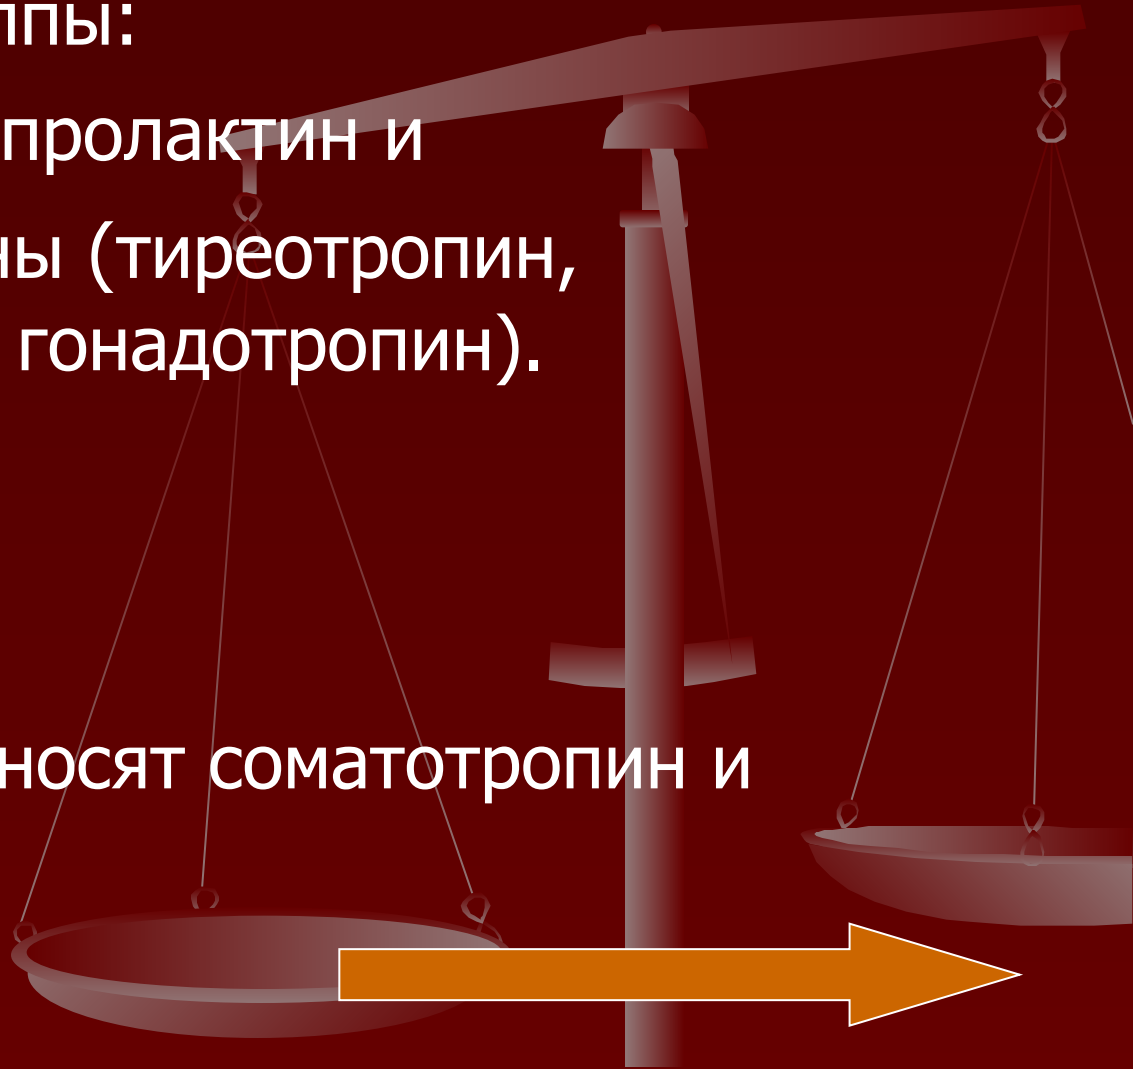 ппы:
пролактин и
ны (тиреотропин,
гонадотропин).
носят соматотропин и